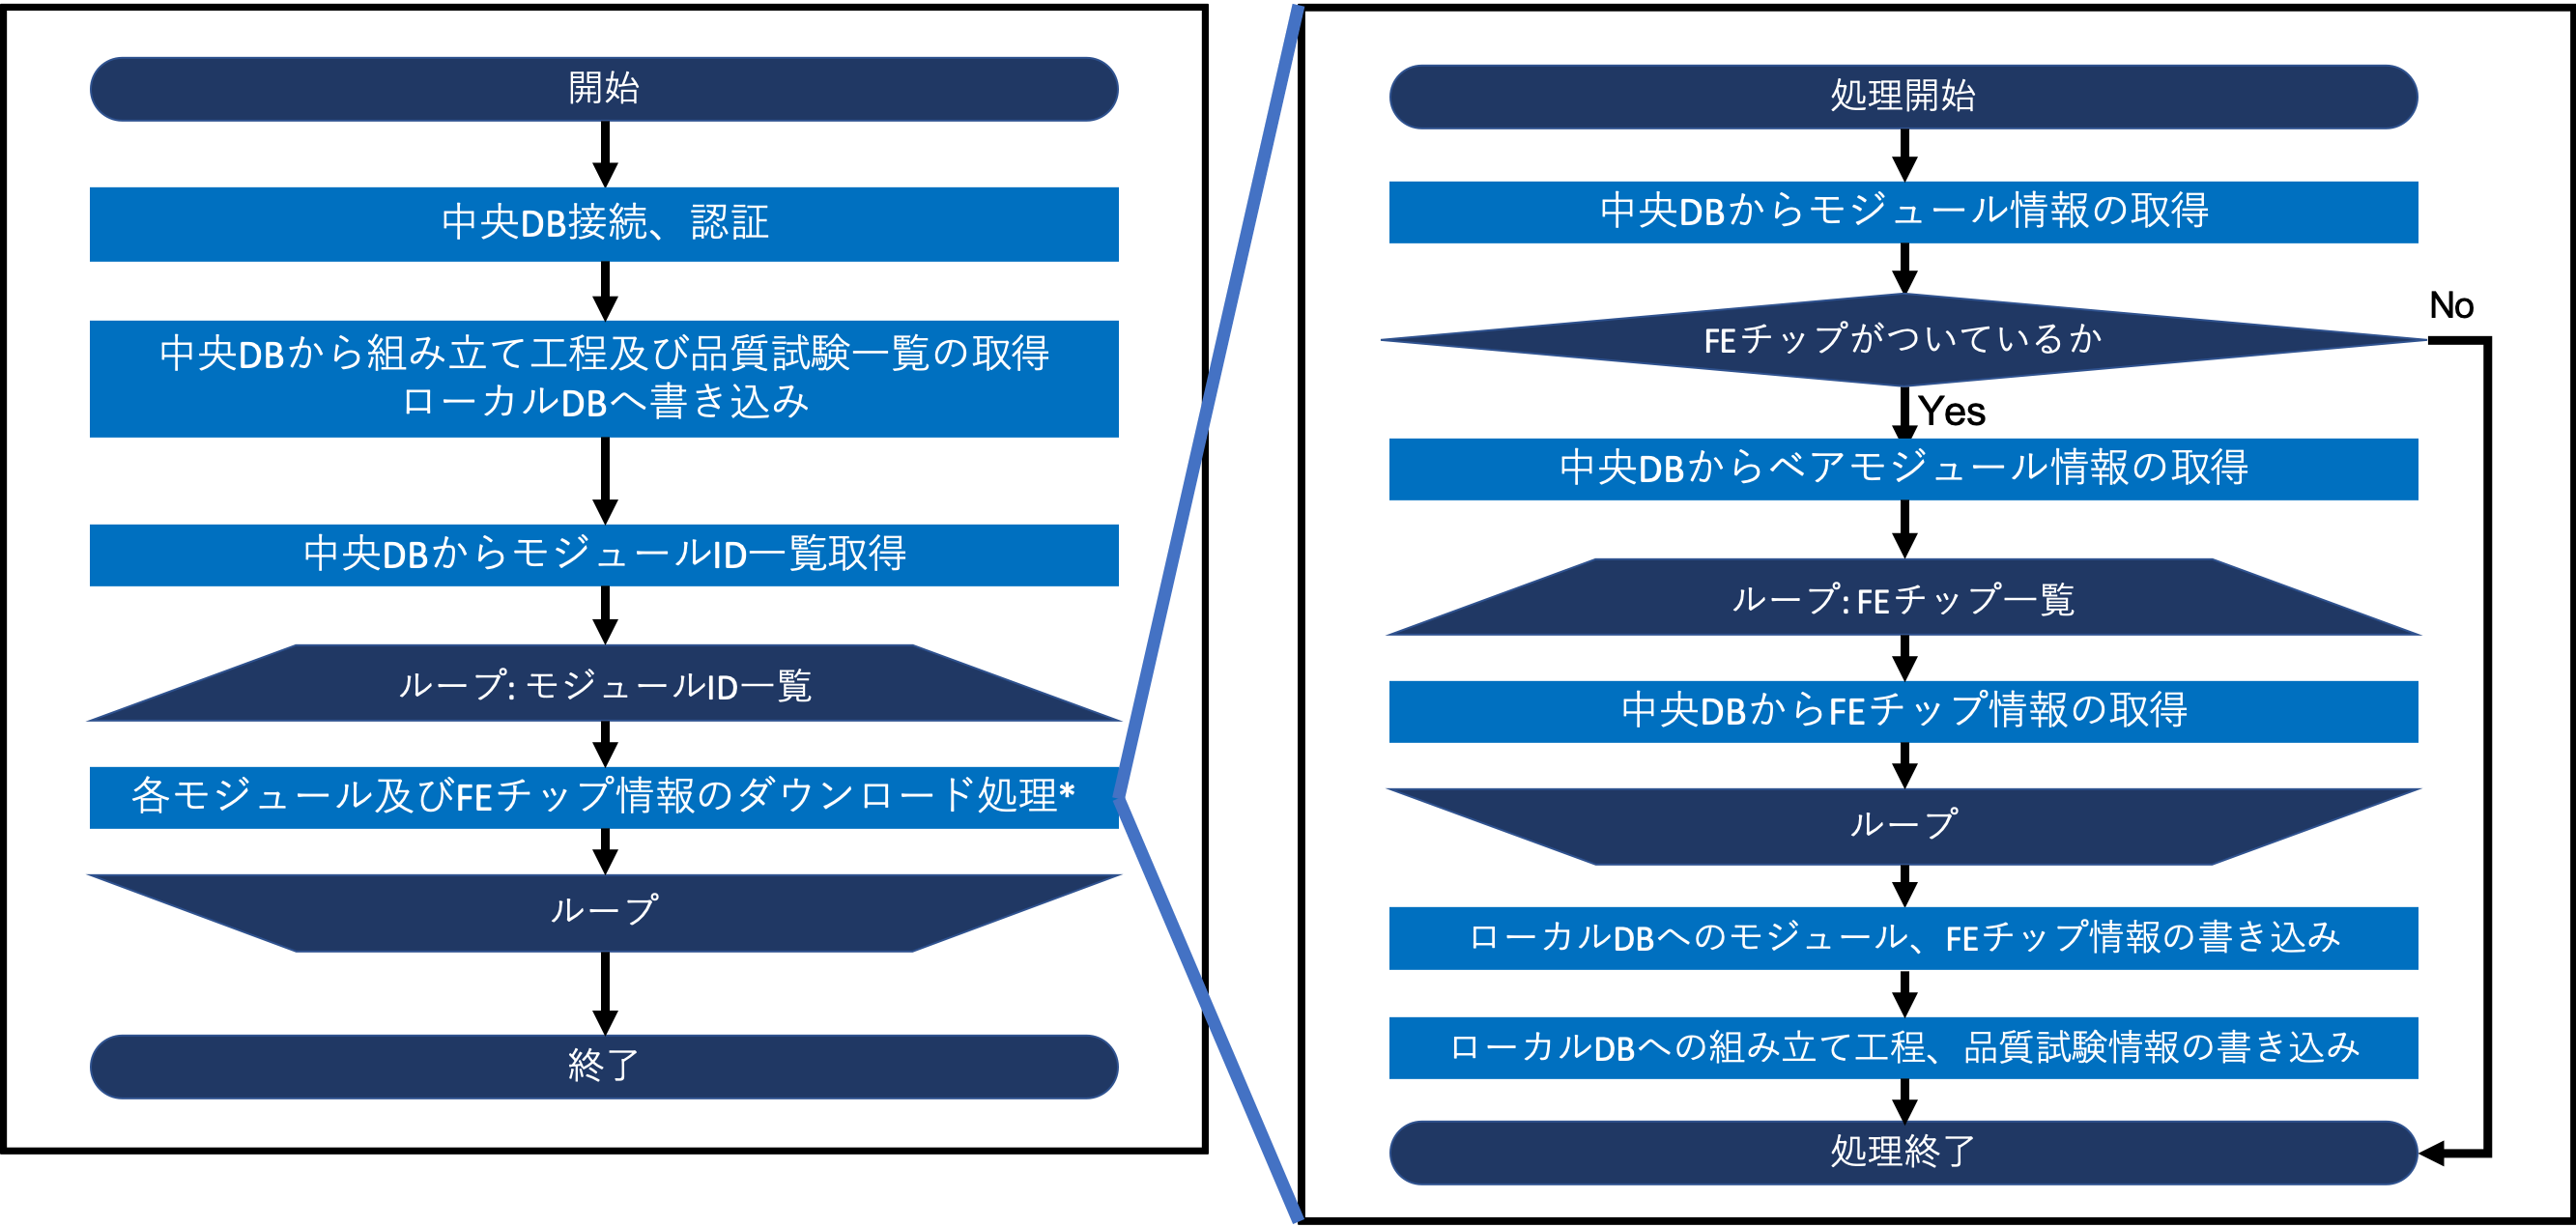 開始
中央DB接続、認証
中央DBから組み立て工程及び品質試験一覧の取得
ローカルDBへ書き込み
中央DBからモジュールID一覧取得
ループ: モジュールID一覧
各モジュール及びFEチップ情報のダウンロード処理*
ループ
終了
処理開始
中央DBからモジュール情報の取得
FEチップがついているか
No
Yes
中央DBからベアモジュール情報の取得
ループ: FEチップ一覧
中央DBからFEチップ情報の取得
ループ
ローカルDBへのモジュール、FEチップ情報の書き込み
ローカルDBへの組み立て工程、品質試験情報の書き込み
処理終了